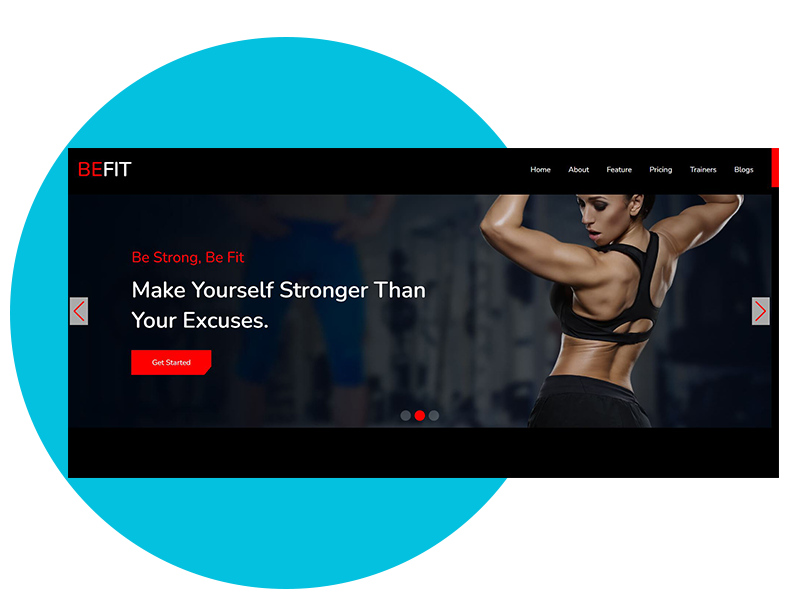 BEFIT
Home About Feature Pricing Trainers Blogs
Be Strong, Be Fit
Make Yourself Stronger Than
Your Excuses.
Get Started